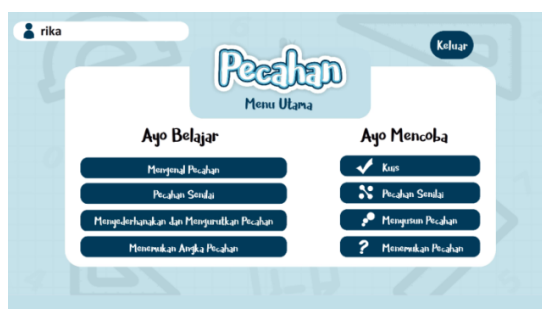 rika
Keluar
Pecahan
Menu Utama
Ayo Belajar
Mengenal Pecahan
Pecahan Senilai
Menyederhanakan dan Mengurutkan Pecahan
Menemukan Angka Pecahan
Ayo Mencoba
Kuis
Pecahan Senilai
Menyusun Pecahan
Menemukan Pecahan